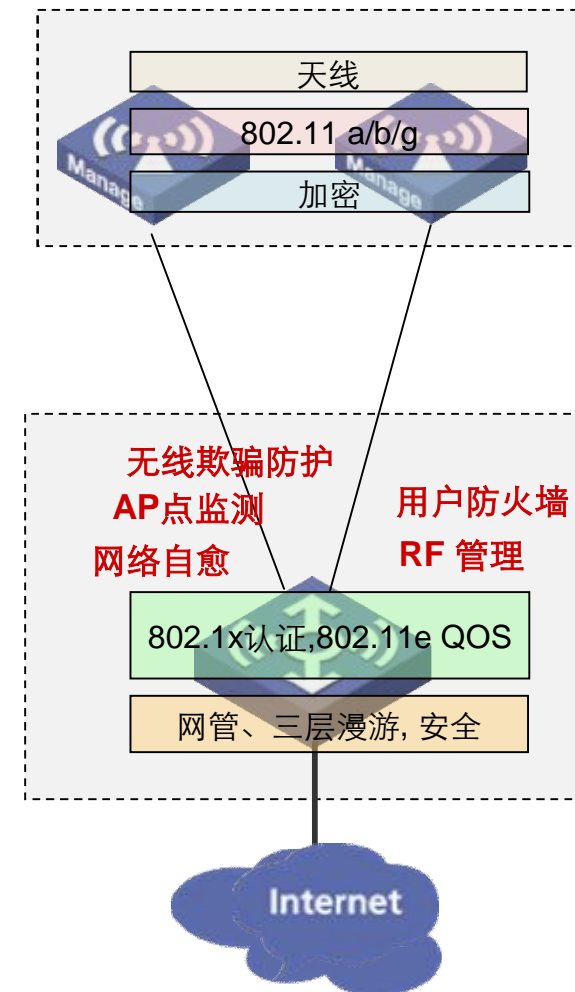 天线
802.11 a/b/g
Manage
Manage
加密
无线欺骗防护
AP点监测
用户防火墙
网络自愈
RF 管理
802.1x认证,802.11e QOS
网管、三层漫游, 安全
Internet